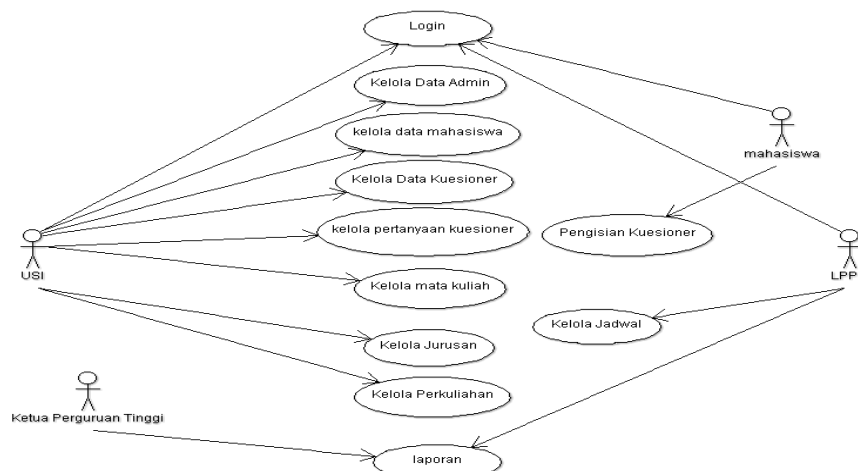 Login
Kelola Data Admin
kelola data mahasiswa
mahasiswa
Kelola Data Kuesioner
kelola pertanyaan kuesioner
Pengisian Kuesioner
USI
LPP
Kelola mata kuliah
Kelola Jadwal
Kelola Jurusan
Kelola Perkuliahan
Ketua Perguruan Tinggi
laporan